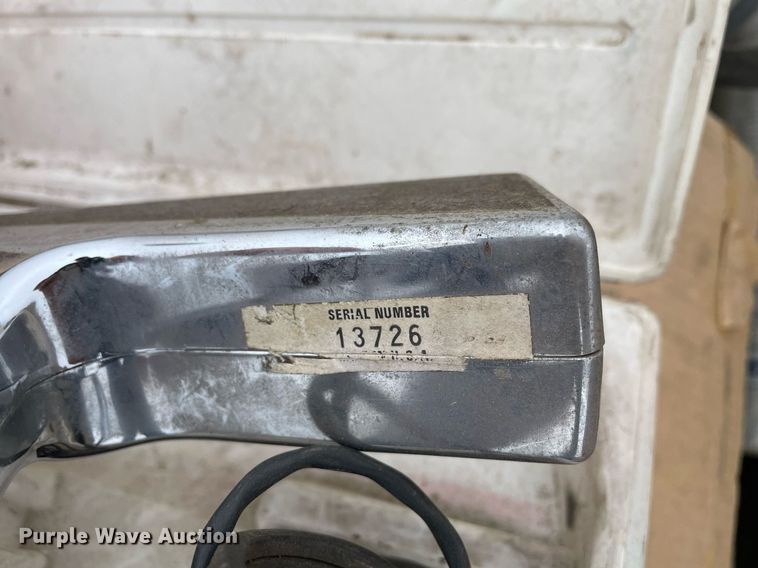 SERIAL NUMBER
13726
U.S.A.
Purple Wave Auction